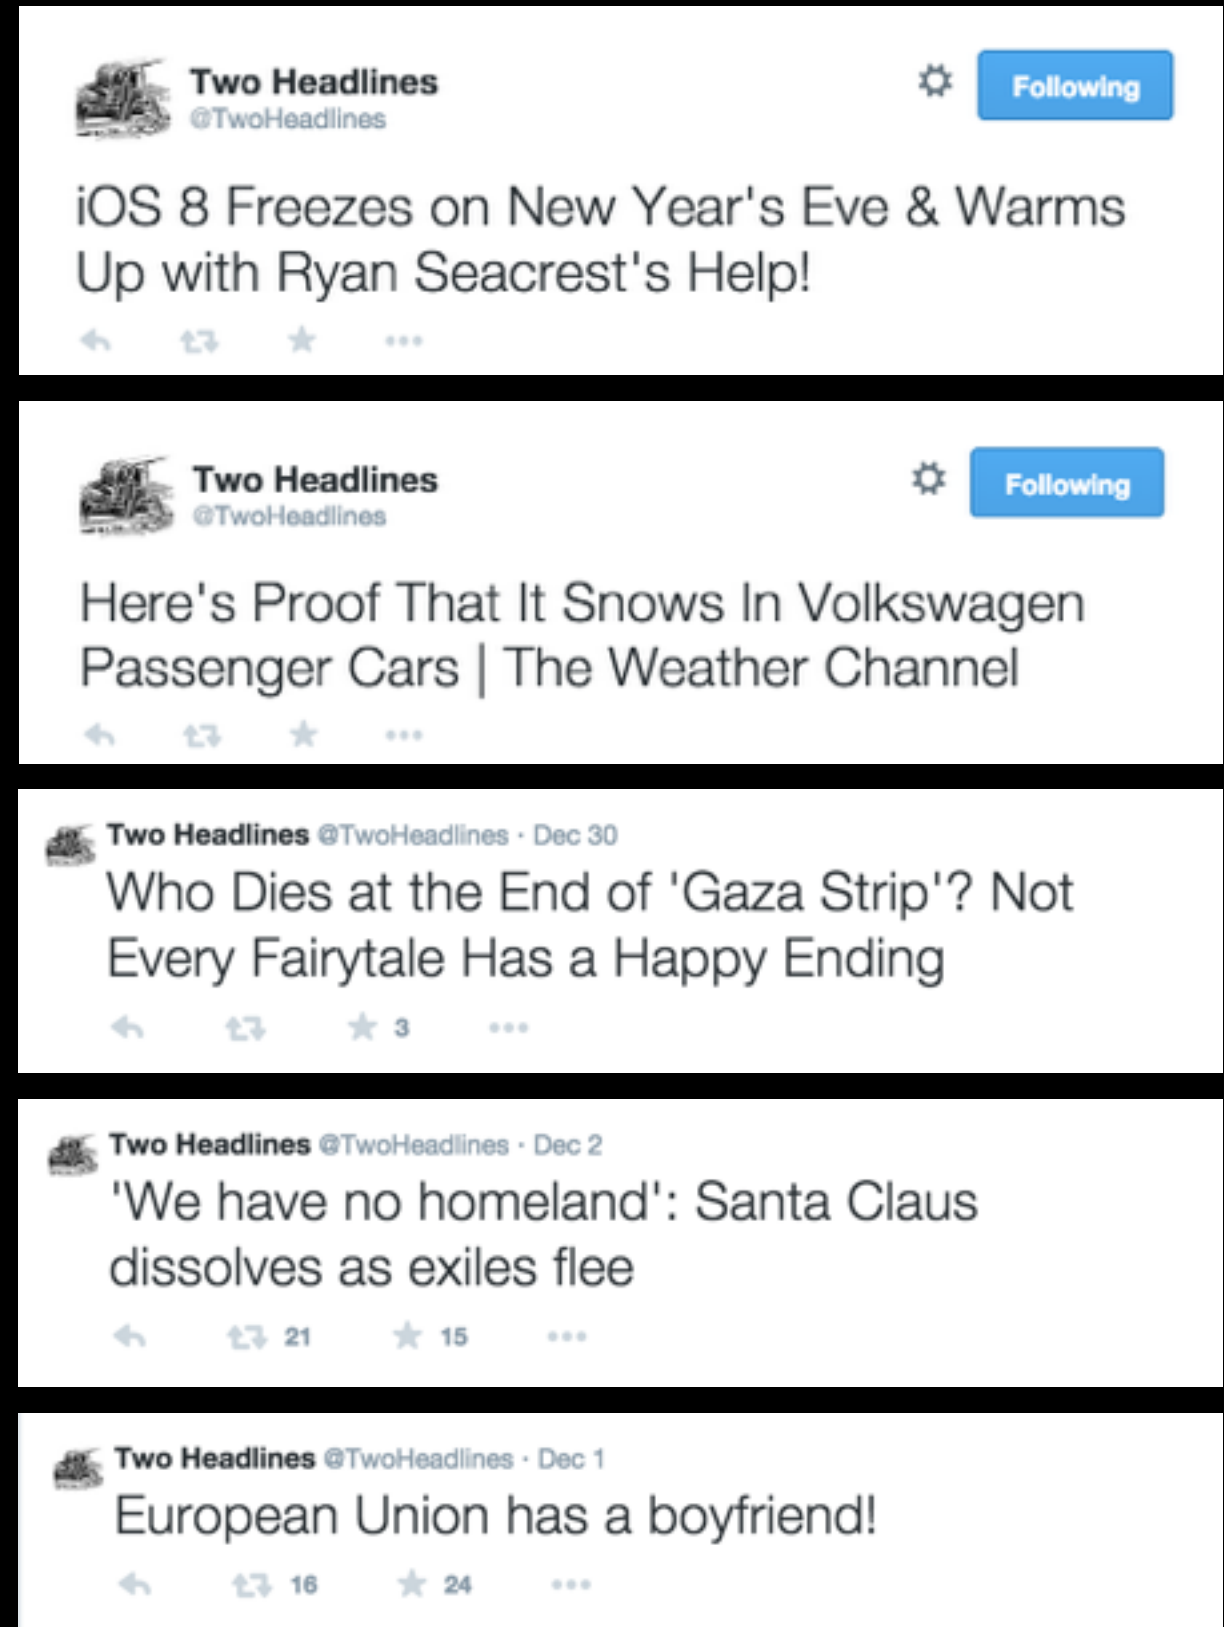 Two Headlines
@TwoHeadlines
Following
iOS 8 Freezes on New Year's Eve & Warms
Up with Ryan Seacrest's Help!
Two Headlines
@TwoHeadlines
Following
Here's Proof That It Snows In Volkswagen
Passenger Cars | The Weather Channel
Two Headlines @TwoHeadlines · Dec 30
Who Dies at the End of 'Gaza Strip'? Not
Every Fairytale Has a Happy Ending
3
Two Headlines @TwoHeadlines · Dec 2
'We have no homeland': Santa Claus
dissolves as exiles flee
21 15
Two Headlines @TwoHeadlines · Dec 1
European Union has a boyfriend!
16 24